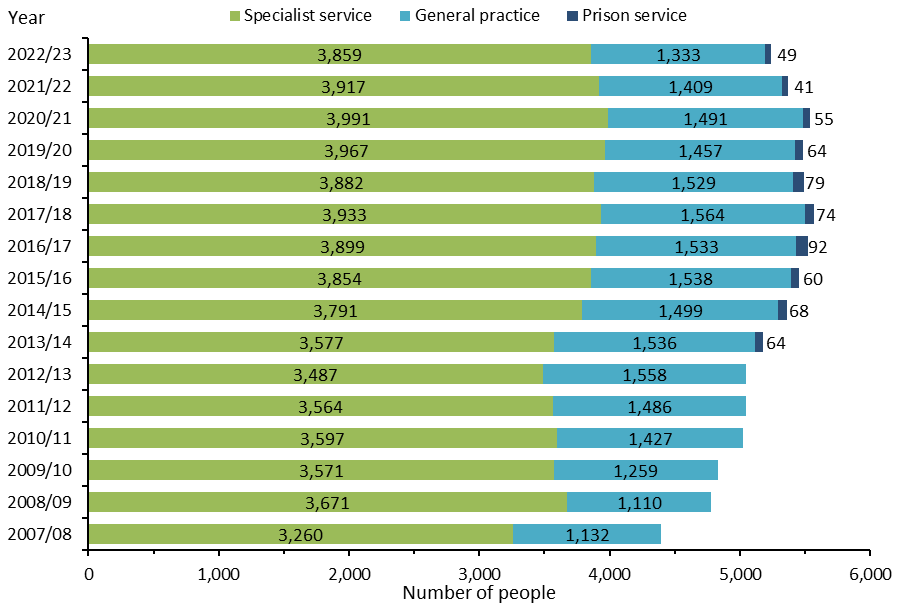 Year Specialist service General practice Prison service
2022/23 3,859 1,333 49
2021/22 3,917 1,409 41
2020/21 3,991 1,491 55
2019/20 3,967 1,457 64
2018/19 3,882 1,529 79
2017/18 3,933 1,564 74
2016/17 3,899 1,533 92
2015/16 3,854 1,538 60
2014/15 3,791 1,499 68
2013/14 3,577 1,536 64
2012/13 3,487 1,558
2011/12 3,564 1,486
2010/11 3,597 1,427
2009/10 3,571 1,259
2008/09 3,671 1,110
2007/08 3,260 1,132
0 1,000 2,000 3,000 4,000 5,000 6,000
Number of people